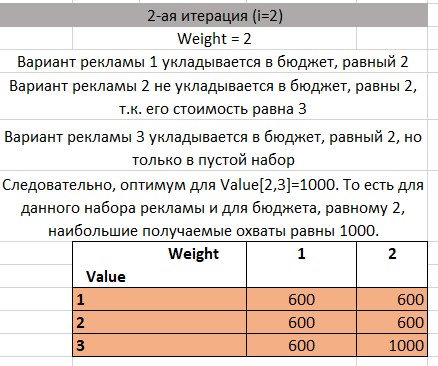 2-ая итерация (i=2)
Weight = 2
Вариант рекламы 1 укладывается в бюджет, равный 2
Вариант рекламы 2 не укладывается в бюджет, равны 2,
т.к. его стоимость равна 3
Вариант рекламы 3 укладывается в бюджет, равный 2, но
только в пустой набор
Следовательно, оптимум для Value[2,3]=1000. То есть для
данного набора рекламы и для бюджета, равному 2,
наибольшие получаемые охваты равны 1000.
Weight 1 2
Value
1 600 600
2 600 600
3 600 1000